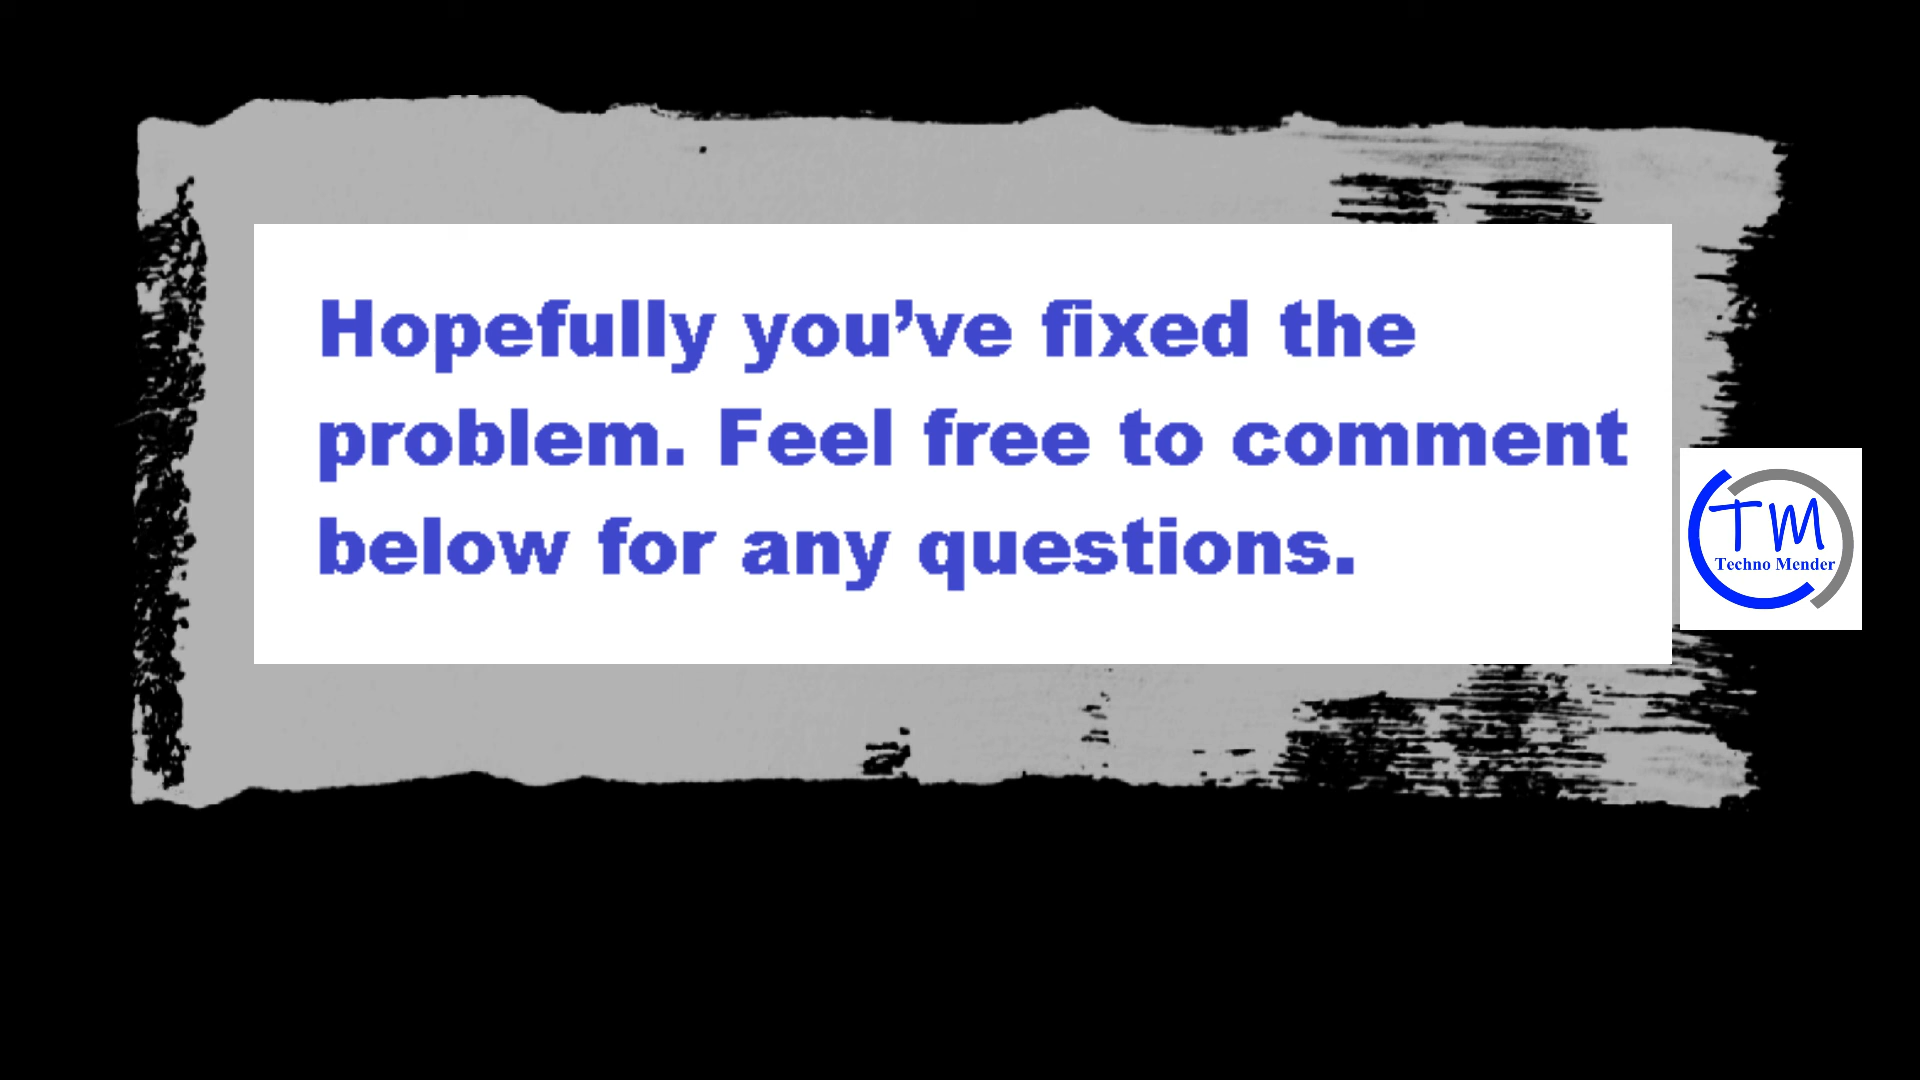 Hopefully you’ve fixed the
problem. Feel free to comment
below for any questions.
TM
Techno Mender